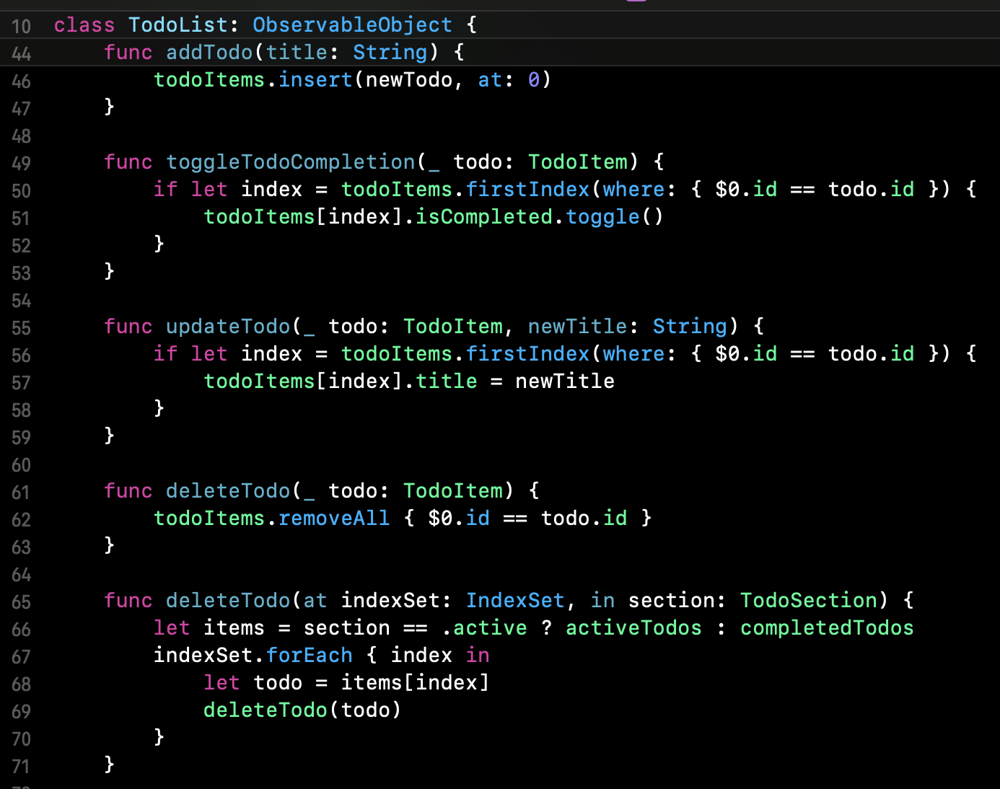 10 class TodoList: ObservableObject {
44     func addTodo(title: String) {
46         todoItems.insert(newTodo, at: 0)
47     }
48
49     func toggleTodoCompletion(_ todo: TodoItem) {
50         if let index = todoItems.firstIndex(where: { $0.id == todo.id }) {
51             todoItems[index].isCompleted.toggle()
52         }
53     }
54
55     func updateTodo(_ todo: TodoItem, newTitle: String) {
56         if let index = todoItems.firstIndex(where: { $0.id == todo.id }) {
57             todoItems[index].title = newTitle
58         }
59     }
60
61     func deleteTodo(_ todo: TodoItem) {
62         todoItems.removeAll { $0.id == todo.id }
63     }
64
65     func deleteTodo(at indexSet: IndexSet, in section: TodoSection) {
66         let items = section == .active ? activeTodos : completedTodos
67         indexSet.forEach { index in
68             let todo = items[index]
69             deleteTodo(todo)
70         }
71     }